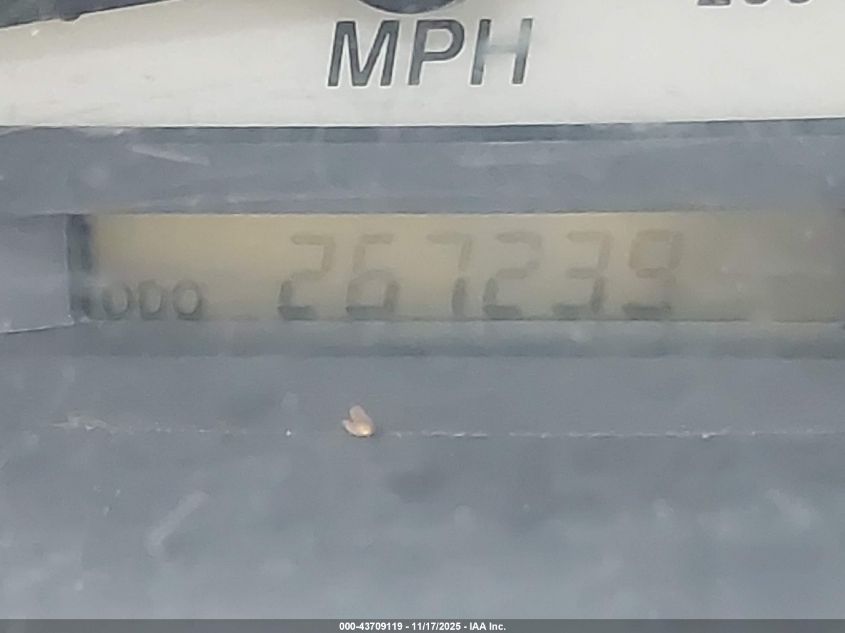 MPH
ODO 267239
000-43709119 - 11/17/2025 - IAA Inc.